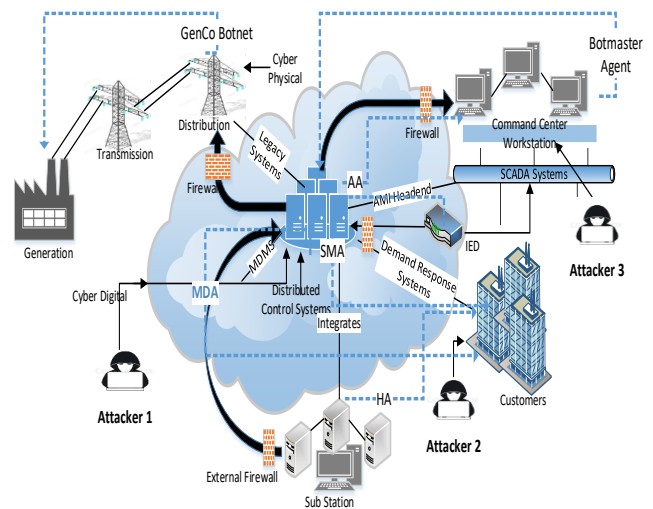 GenCo Botnet
Botmaster
Agent
Cyber
Physical
Distribution
Transmission
Firewall
Command Center
Workstation
Legacy
Systems
Firewall
AA
SCADA Systems
AMI Headend
Generation
SMA
IED
Attacker 3
MDMS
Demand Response
Systems
Cyber Digital
MDA
Distributed
Control Systems
Integrates
HA
Customers
Attacker 1
Attacker 2
External Firewall
Sub Station